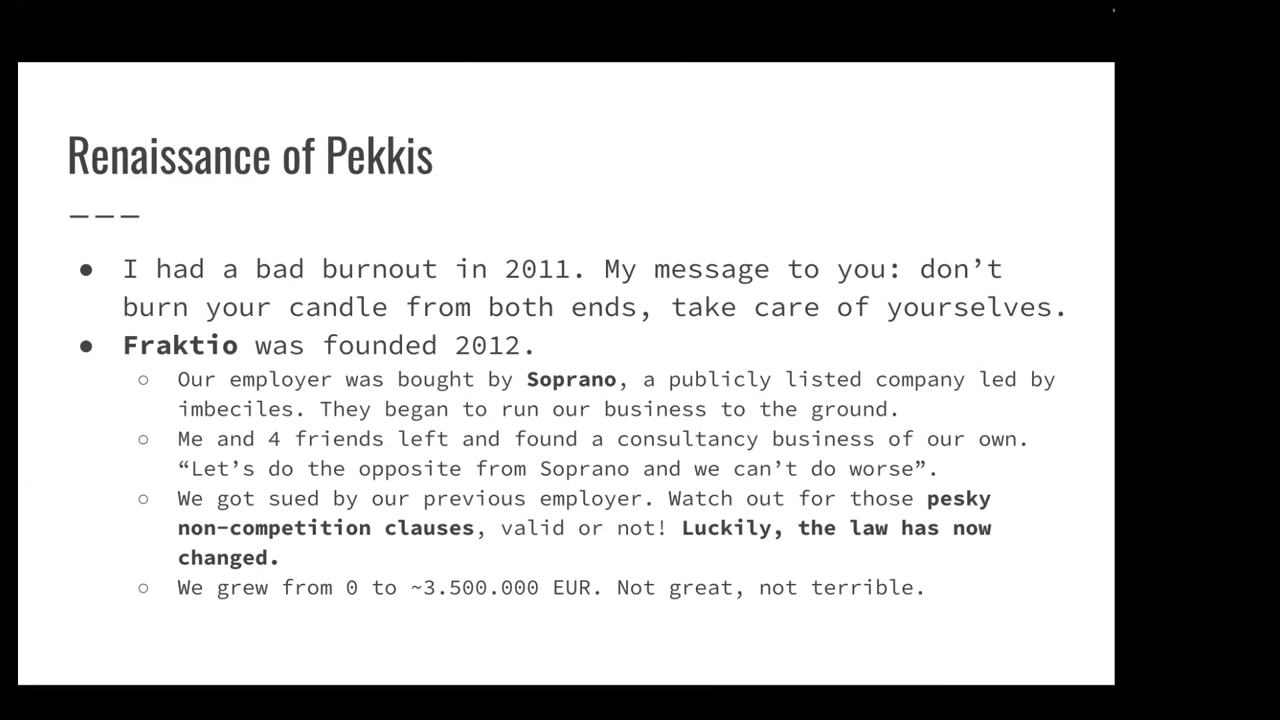 Renaissance of Pekkis
———
● I had a bad burnout in 2011. My message to you: don’t
burn your candle from both ends, take care of yourselves.
● Fraktio was founded 2012.
○ Our employer was bought by Soprano, a publicly listed company led by
imbeciles. They began to run our business to the ground.
○ Me and 4 friends left and found a consultancy business of our own.
“Let’s do the opposite from Soprano and we can’t do worse”.
○ We got sued by our previous employer. Watch out for those pesky
non-competition clauses, valid or not! Luckily, the law has now
changed.
○ We grew from 0 to ~3.500.000 EUR. Not great, not terrible.